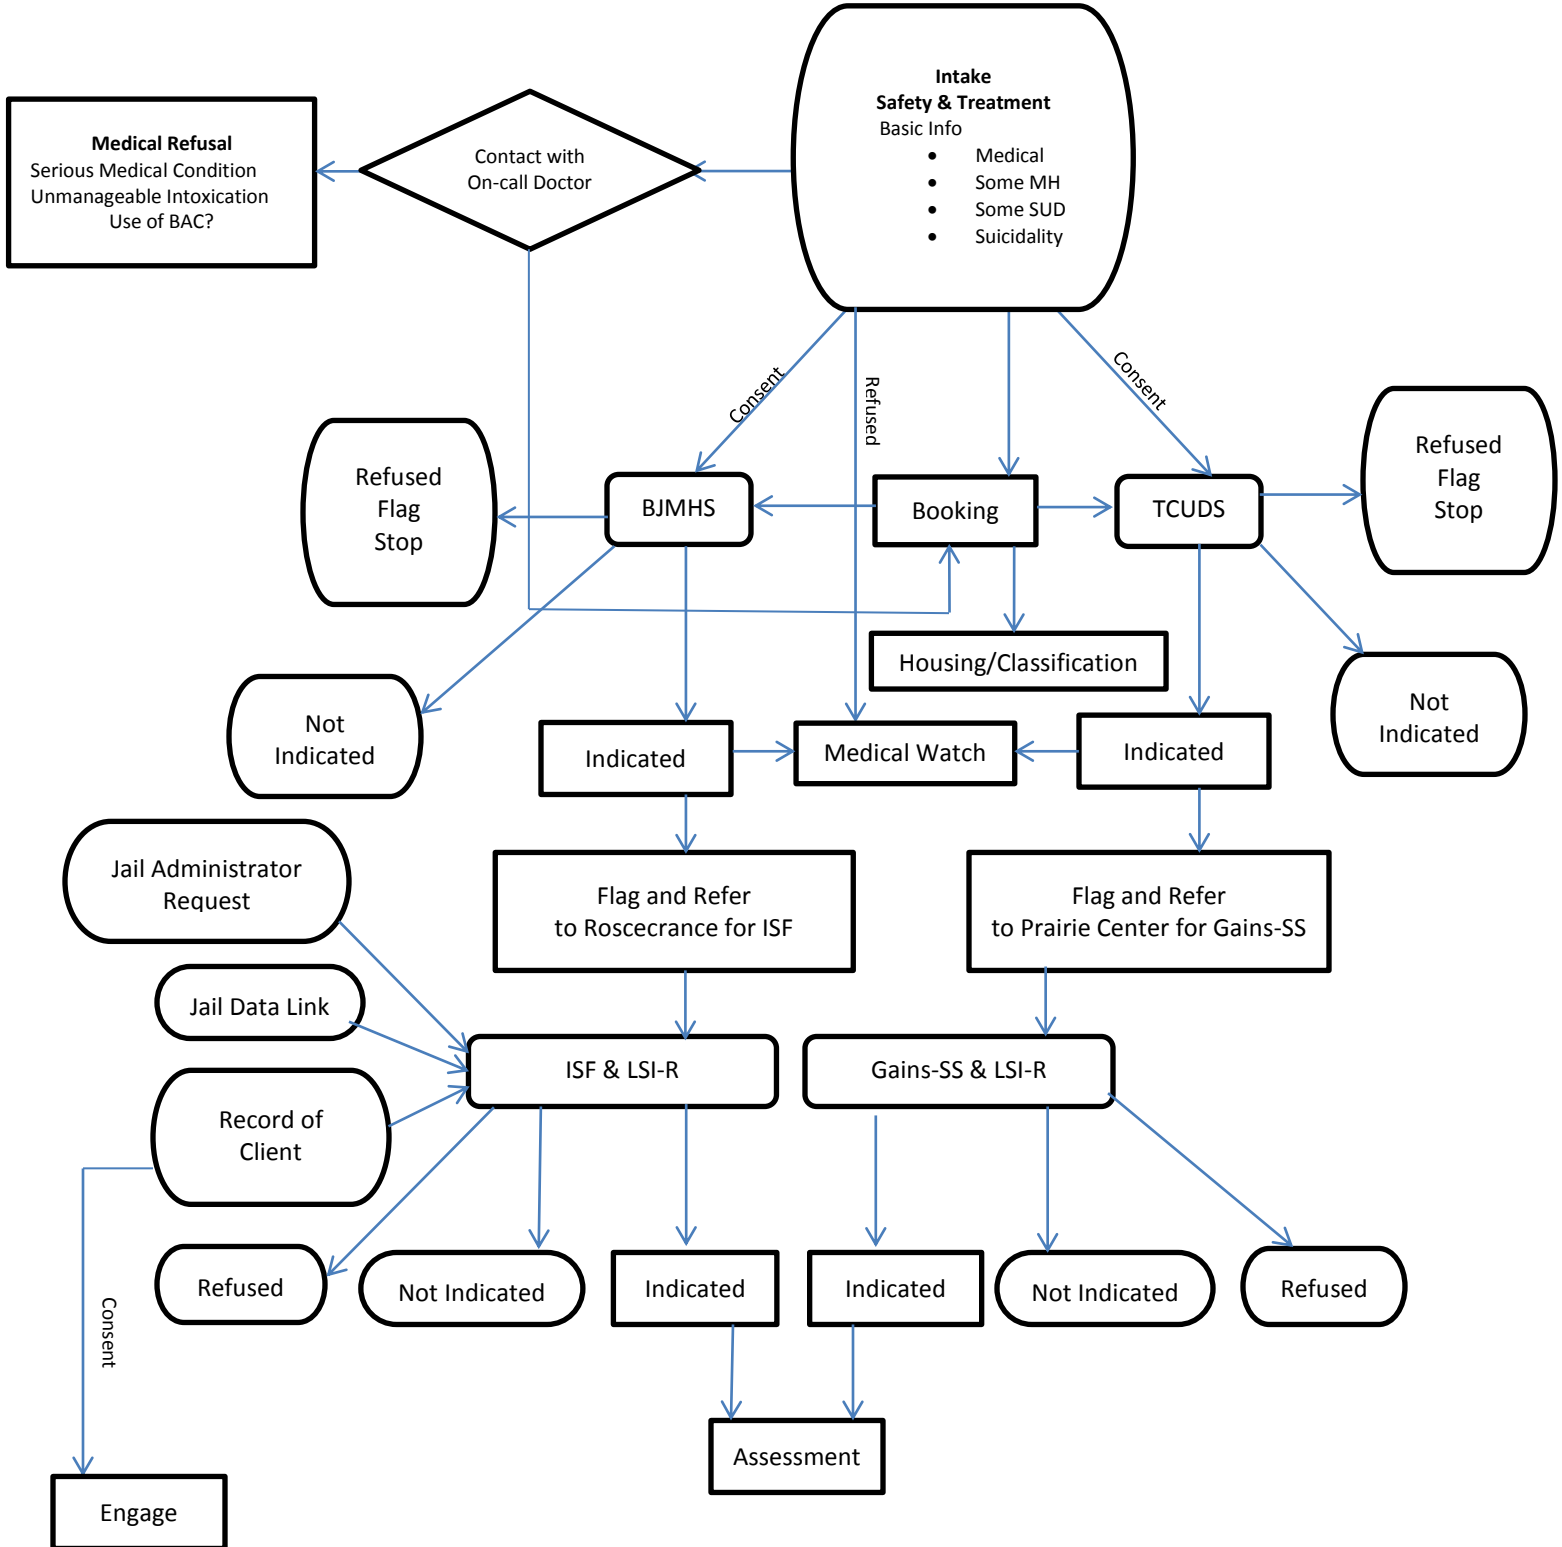 Intake
Safety & Treatment
Basic Info
• Medical
• Some MH
• Some SUD
• Suicidality
Contact with
On-call Doctor
Medical Refusal
Serious Medical Condition
Unmanageable Intoxication
Use of BAC?
Consent
Refused
Consent
Refused
Flag
Stop
BJMHS
Booking
TCUDS
Refused
Flag
Stop
Housing/Classification
Not
Indicated
Indicated
Medical Watch
Indicated
Not
Indicated
Jail Administrator
Request
Flag and Refer
to Roscecrance for ISF
Flag and Refer
to Prairie Center for Gains-SS
Jail Data Link
ISF & LSI-R
Gains-SS & LSI-R
Record of
Client
Refused
Not Indicated
Indicated
Indicated
Not Indicated
Refused
Consent
Assessment
Engage